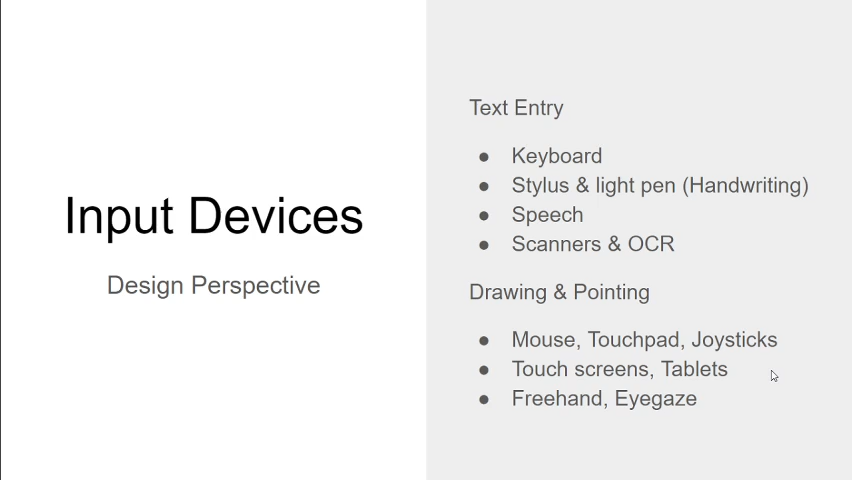 Input Devices
Design Perspective
Text Entry
● Keyboard
● Stylus & light pen (Handwriting)
● Speech
● Scanners & OCR
Drawing & Pointing
● Mouse, Touchpad, Joysticks
● Touch screens, Tablets
● Freehand, Eyegaze